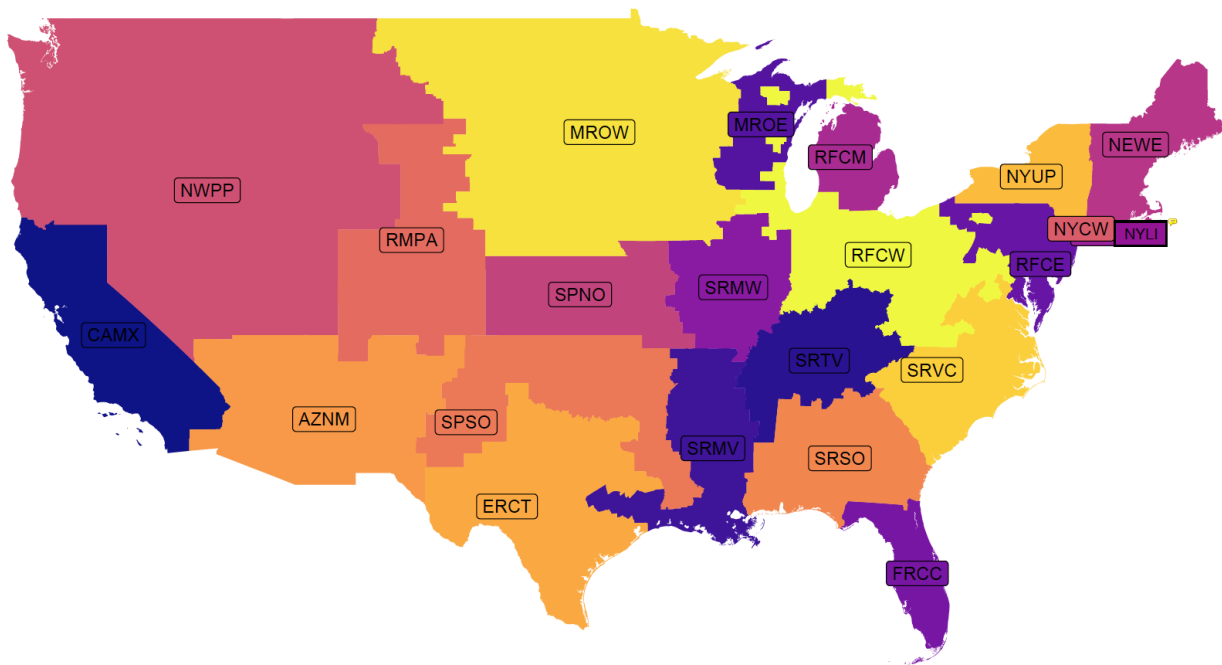 MROW
MROE
RFCM
NEWE
NWPP
NYUP
RMPA
NYCW
NYLI
RFCW
RFCE
SPNO
SRMW
CAMX
SRTV
SRVC
AZNM
SPSO
SRMV
SRSO
ERCT
FRCC